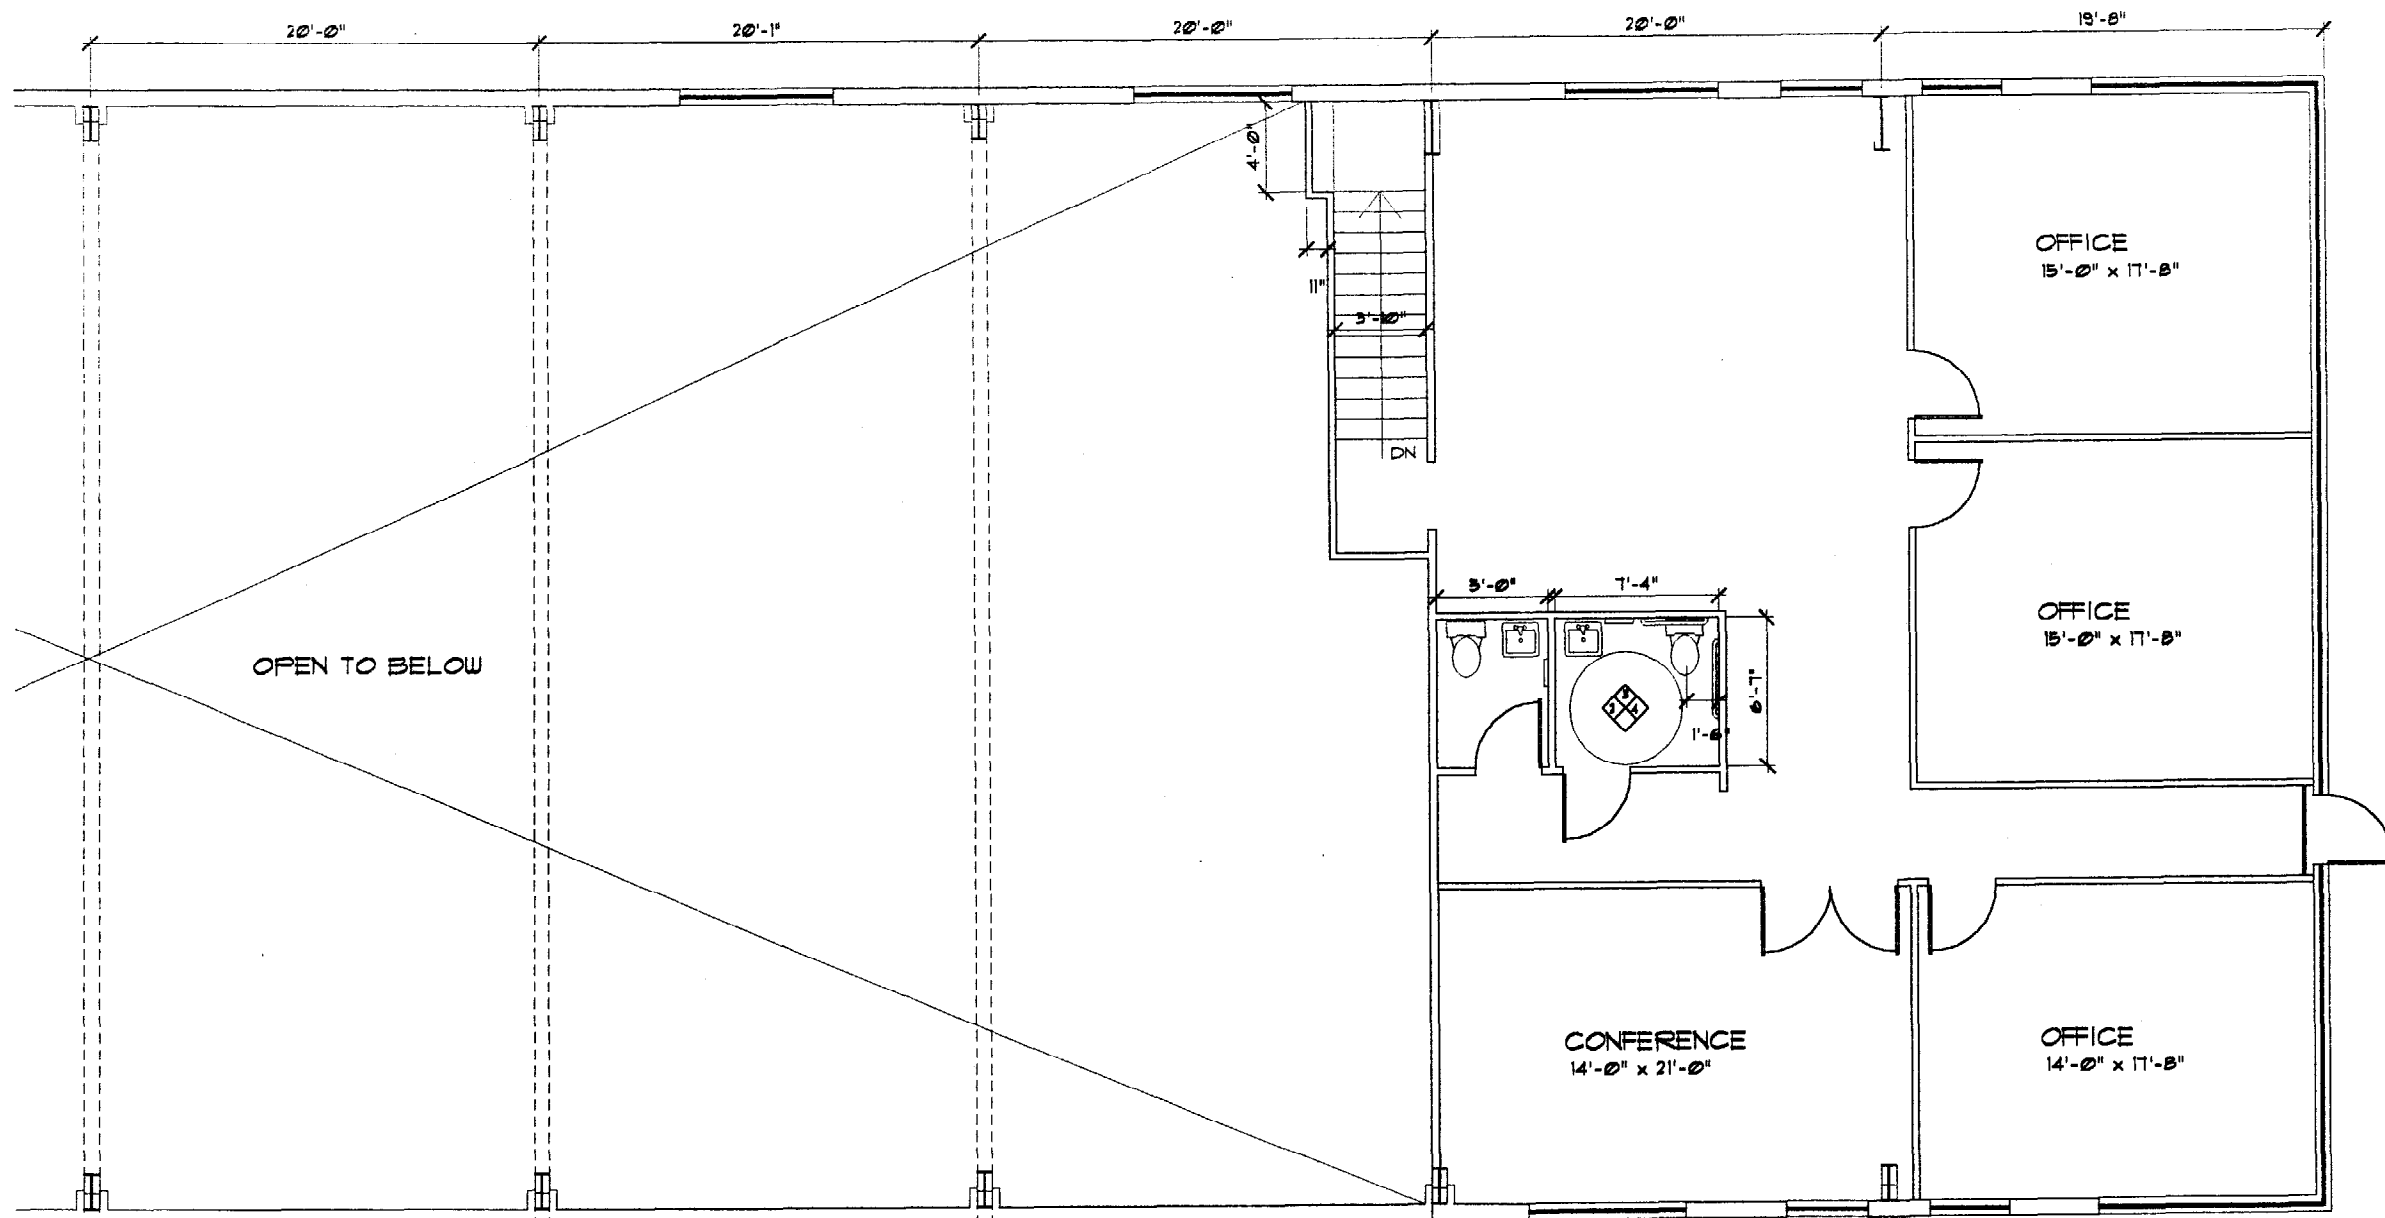 20'-0" 20'-1" 20'-0" 20'-0" 19'-8"
4'-0"
OFFICE
15'-0" x 17'-8"
11"
3'-10"
DN
5'-0" 7'-4"
OFFICE
15'-0" x 17'-8"
OPEN TO BELOW
6'-7"
1'-6"
CONFERENCE
14'-0" x 21'-0"
OFFICE
14'-0" x 17'-8"